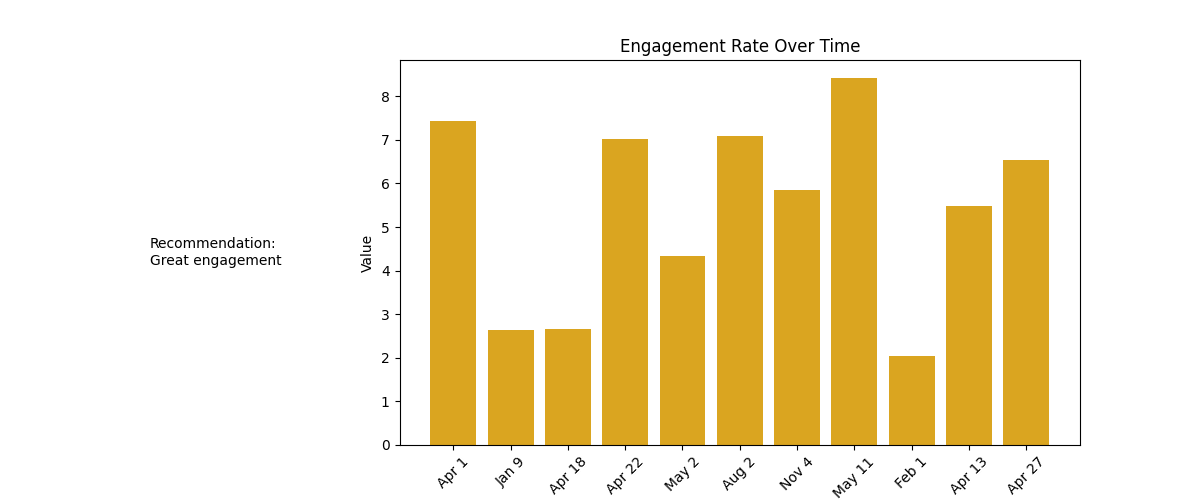 Engagement Rate Over Time
Recommendation:
Great engagement
Value
8
7
6
5
4
3
2
1
0
Apr 1
Jan 9
Apr 18
Apr 22
May 2
Aug 2
Nov 4
May 11
Feb 1
Apr 13
Apr 27